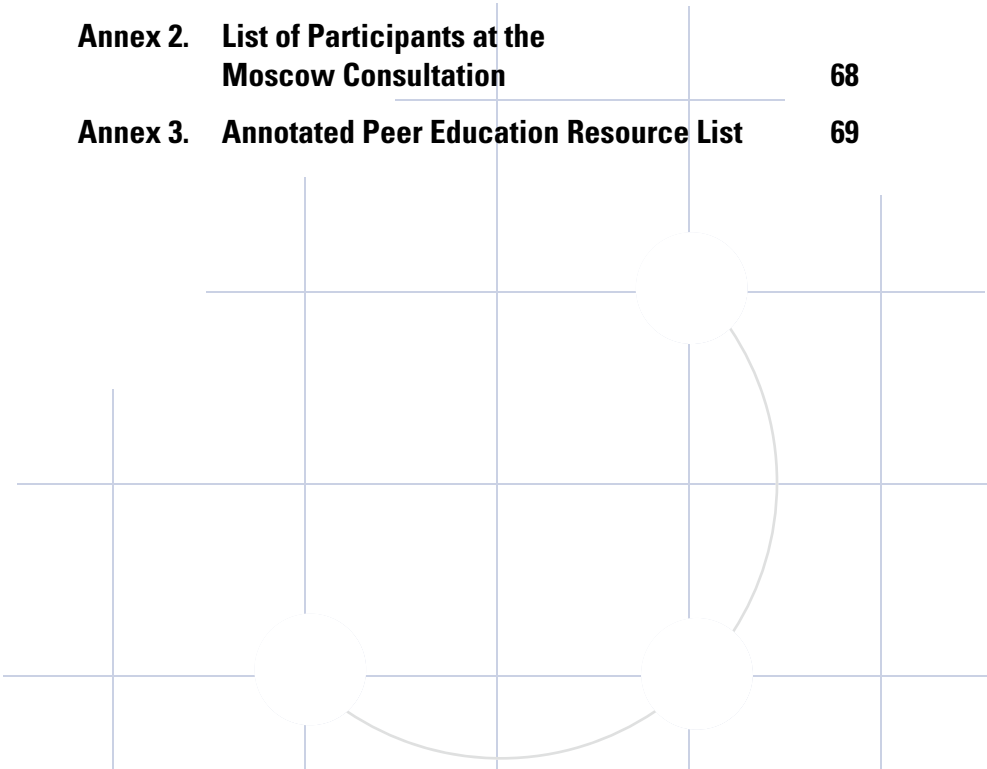 Annex 2. List of Participants at the
Moscow Consultation 68
Annex 3. Annotated Peer Education Resource List 69